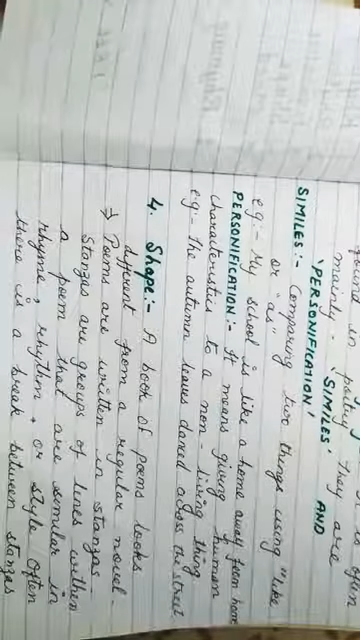 found in poetry they are
mainly - 'SIMILES' AND
'PERSONIFICATION'
SIMILES:- Comparing two things using "like
or "as"
eg:- My school is like a home away from home
PERSONIFICATION:- It means giving human
characteristics to a non-living thing
e.g:- The autumn leaves danced across the street
4. Shape:- A book of poems looks
different from a regular novel.
→ Poems are written in stanzas
Stanzas are groups of lines within
a poem that are similar in
rhyme, rhythm, or style often
there is a break between stanzas